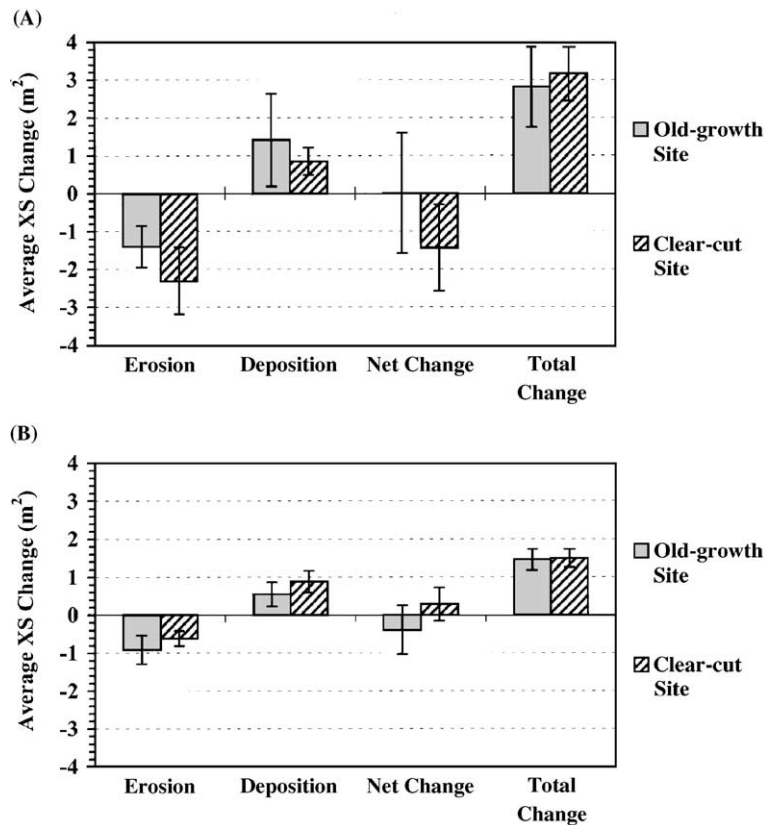 (A)
Average XS Change (m²)
4
3
2
1
0
-1
-2
-3
-4
Erosion Deposition Net Change Total
Change
Old-growth
Site
Clear-cut
Site
(B)
Average XS Change (m²)
4
3
2
1
0
-1
-2
-3
-4
Erosion Deposition Net Change Total
Change
Old-growth
Site
Clear-cut
Site